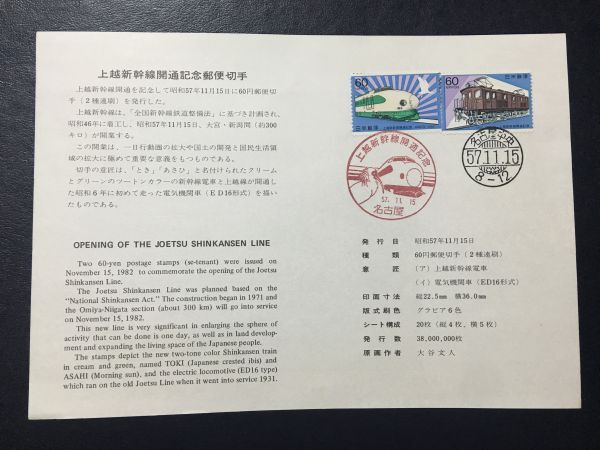 上越新幹線開通記念郵便切手
上越新幹線開通を記念して昭和57年11月15日に60円郵便切
手（2種連刷）を発行した。
上越新幹線は、「全国新幹線鉄道整備法」に基づき計画され、
昭和46年に着工し、昭和57年11月15日、大宮・新潟間（約300
キロ）が開業する。
この開業は、一日行動圏の拡大や国土の開発と国民生活領
域の拡大に極めて重要な意義をもつものである。
切手の意匠は、「とき」「あさひ」と名付けられたクリーム
とグリーンのツートンカラーの新幹線電車と上越線が開通し
た昭和6年に初めて走った電気機関車（ED16形式）を描い
たものである。
OPENING OF THE JOETSU SHINKANSEN LINE
Two 60-yen postage stamps (se-tenant) were issued on
November 15, 1982 to commemorate the opening of the Joetsu
Shinkansen Line.
The Joetsu Shinkansen Line was planned based on the
"National Shinkansen Act." The construction began in 1971 and
the Omiya-Niigata section (about 300 km) will go into service
on November 15, 1982.
This new line is very significant in enlarging the sphere of
activity that can be done is one day, as well as in land develop-
ment and expanding the living space of the Japanese people.
The stamps depict the new two-tone color Shinkansen train
in cream and green, named TOKI (Japanese crested ibis) and
ASAHI (Morning sun), and the electric locomotive (ED16 type)
which ran on the old Joetsu Line when it went into service 1931.
60
日本郵便
60
日本郵便
上越新幹線開通記念
57. 11. 15
名古屋
名古屋中央
57.11.15
8-12
発行日 昭和57年11月15日
種類 60円郵便切手（2種連刷）
意匠 （ア）上越新幹線電車
（イ）電気機関車（ED16形式）
印面寸法 縦22.5mm 横36.0mm
版式刷色 グラビア6色
シート構成 20枚（縦4枚、横5枚）
発行数 38,000,000枚
原画作者 大谷文人